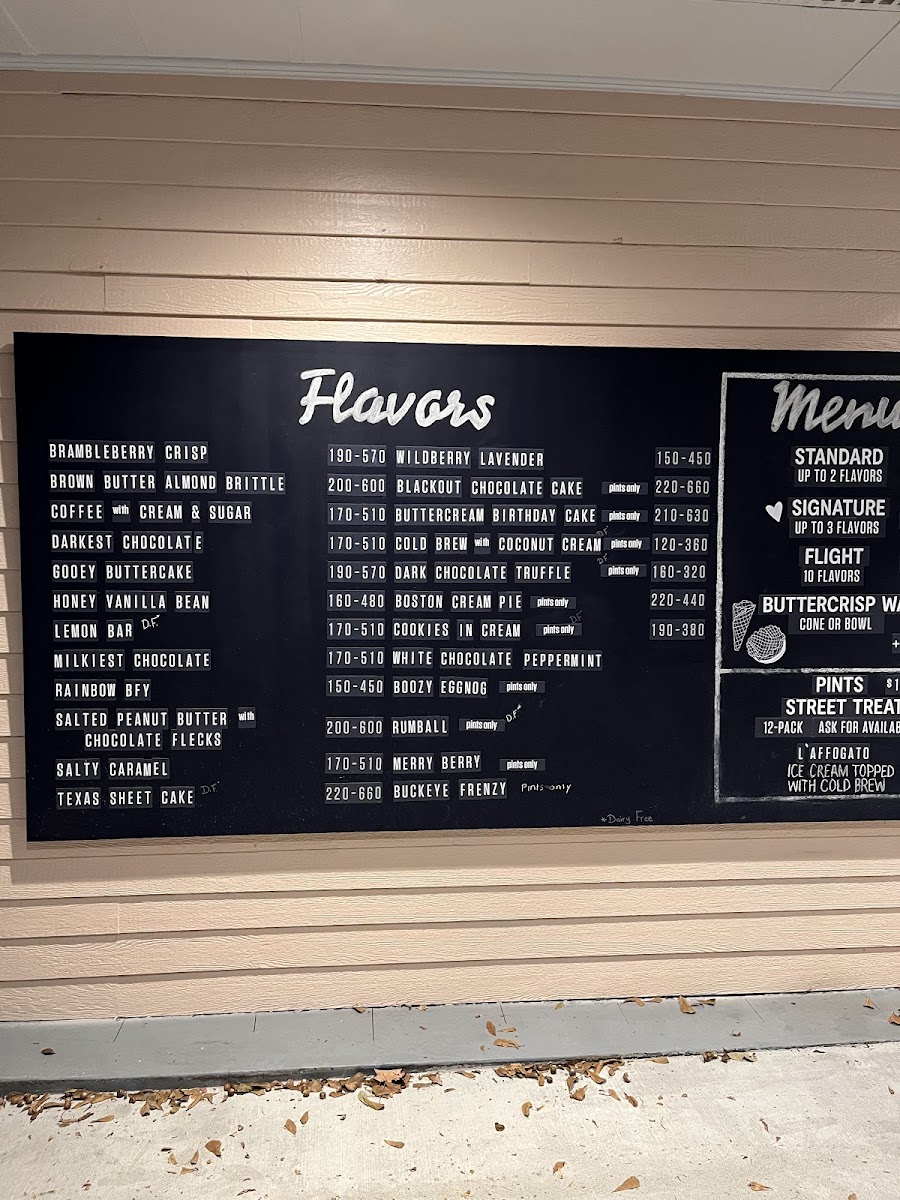 Flavors
BRAMBLEBERRY CRISP 190-570
BROWN BUTTER ALMOND BRITTLE 200-600
COFFEE with CREAM & SUGAR 170-510
DARKEST CHOCOLATE 170-510
GOOEY BUTTERCAKE 190-570
HONEY VANILLA BEAN 160-480
LEMON BAR D.F. 170-510
MILKIEST CHOCOLATE 170-510
RAINBOW BFY 150-450
SALTED PEANUT BUTTER with
CHOCOLATE FLECKS 200-600
SALTY CARAMEL 170-510
TEXAS SHEET CAKE D.F. 220-660
WILDBERRY LAVENDER 150-450
BLACKOUT CHOCOLATE CAKE pints only 220-660
BUTTERCREAM BIRTHDAY CAKE pints only 210-630
COLD BREW with COCONUT CREAM D.F. pints only 120-360
DARK CHOCOLATE TRUFFLE D.F. pints only 160-320
BOSTON CREAM PIE pints only 220-440
COOKIES IN CREAM pints only D.F. 190-380
WHITE CHOCOLATE PEPPERMINT
BOOZY EGGNOG pints only
RUMBALL pints only D.F.*
MERRY BERRY pints only
BUCKEYE FRENZY Pints only
*Dairy Free
Menu
STANDARD
UP TO 2 FLAVORS
SIGNATURE
UP TO 3 FLAVORS
FLIGHT
10 FLAVORS
BUTTERCRISP WA
CONE OR BOWL
+
PINTS $1
STREET TREAT
12-PACK ASK FOR AVAILAB
L'AFFOGATO
ICE CREAM TOPPED
WITH COLD BREW